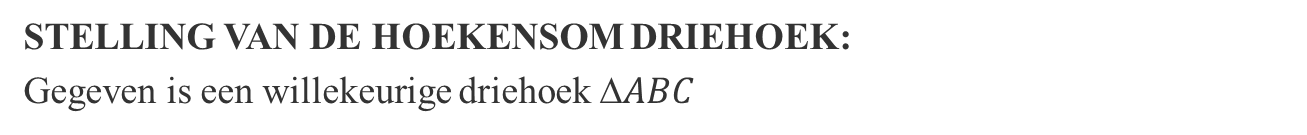 STELLING VAN DE HOEKENSOM DRIEHOEK:
Gegeven is een willekeurige driehoek Δ𝐴𝐵𝐶